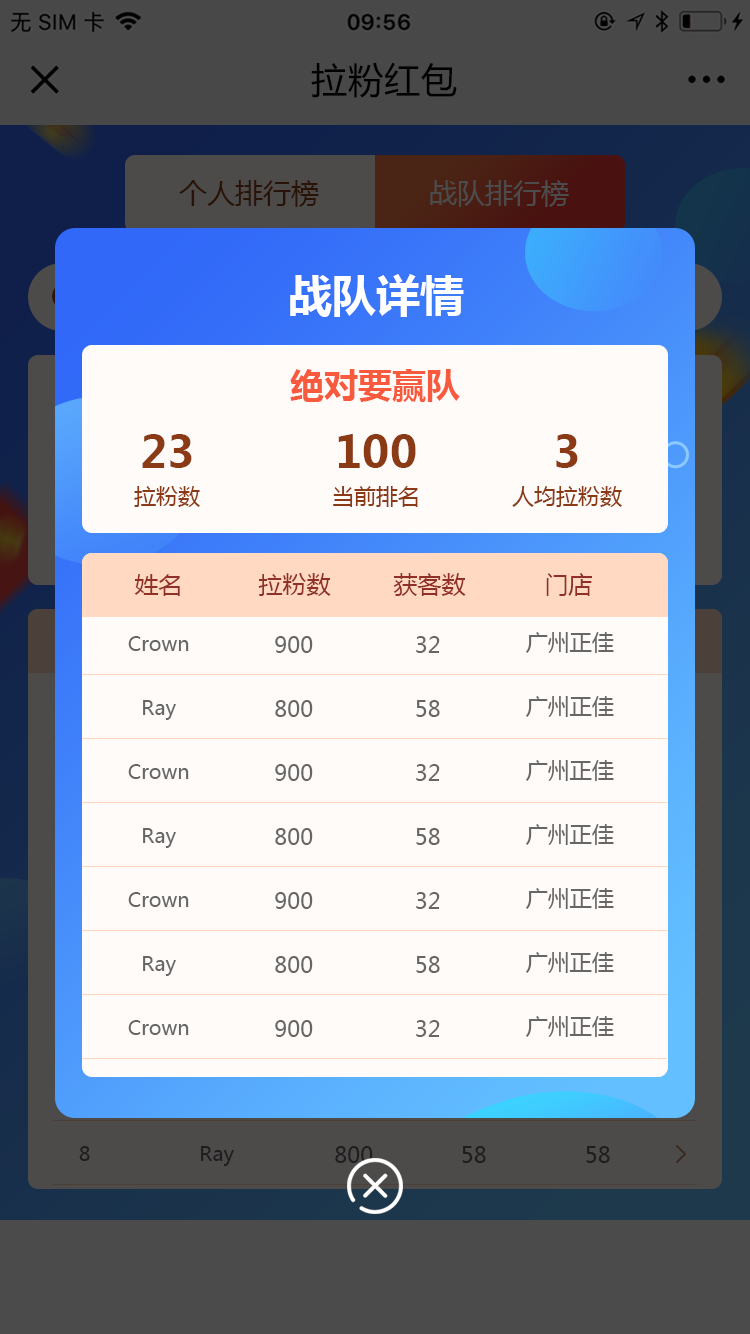 无 SIM 卡 09:56
拉粉红包
个人排行榜 战队排行榜
战队详情
绝对要赢队
23 100 3
拉粉数 当前排名 人均拉粉数
姓名 拉粉数 获客数 门店
Crown 900 32 广州正佳
Ray 800 58 广州正佳
Crown 900 32 广州正佳
Ray 800 58 广州正佳
Crown 900 32 广州正佳
Ray 800 58 广州正佳
Crown 900 32 广州正佳
8 Ray 800 58 58